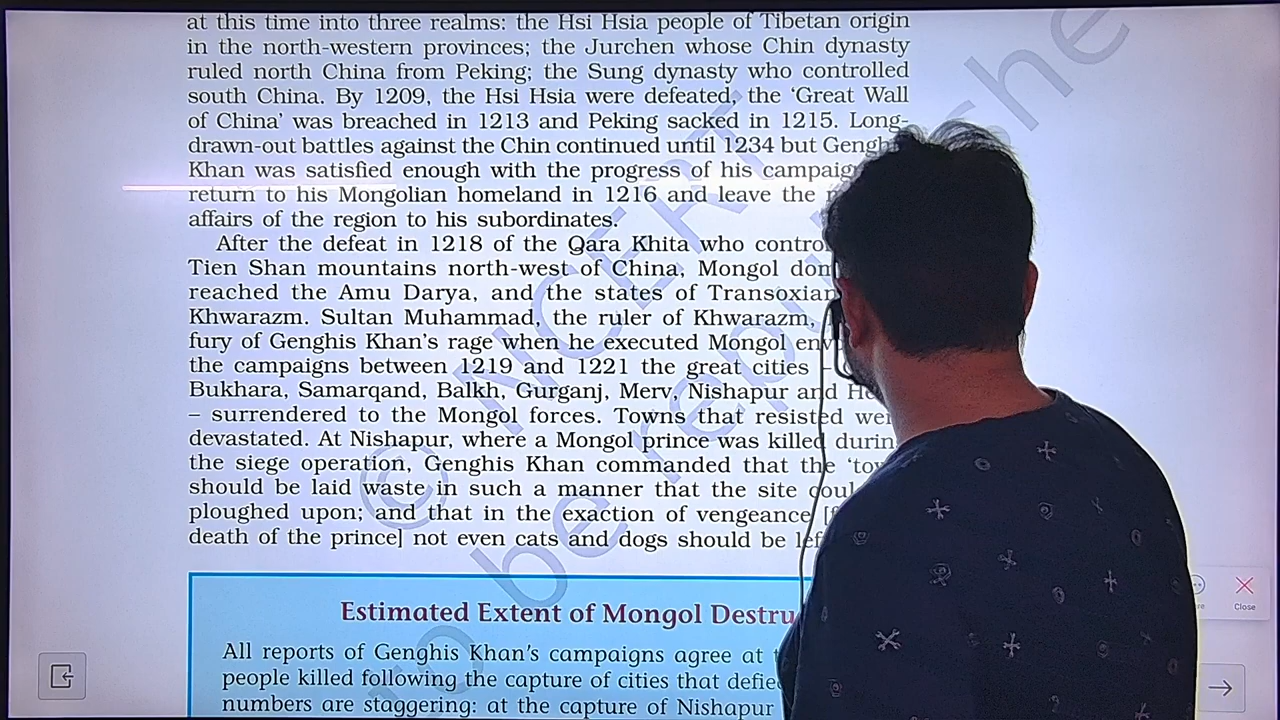 at this time into three realms: the Hsi Hsia people of Tibetan origin
in the north-western provinces; the Jurchen whose Chin dynasty
ruled north China from Peking; the Sung dynasty who controlled
south China. By 1209, the Hsi Hsia were defeated, the ‘Great Wall
of China’ was breached in 1213 and Peking sacked in 1215. Long-
drawn-out battles against the Chin continued until 1234 but Gengh
Khan was satisfied enough with the progress of his campaig
return to his Mongolian homeland in 1216 and leave the
affairs of the region to his subordinates.
After the defeat in 1218 of the Qara Khita who contro
Tien Shan mountains north-west of China, Mongol dom
reached the Amu Darya, and the states of Transoxian
Khwarazm. Sultan Muhammad, the ruler of Khwarazm,
fury of Genghis Khan’s rage when he executed Mongol env
the campaigns between 1219 and 1221 the great cities –
Bukhara, Samarqand, Balkh, Gurganj, Merv, Nishapur and He
– surrendered to the Mongol forces. Towns that resisted wer
devastated. At Nishapur, where a Mongol prince was killed durin
the siege operation, Genghis Khan commanded that the ‘tow
should be laid waste in such a manner that the site coul
ploughed upon; and that in the exaction of vengeance [f
death of the prince] not even cats and dogs should be lef
Estimated Extent of Mongol Destru
All reports of Genghis Khan’s campaigns agree at
people killed following the capture of cities that defie
numbers are staggering: at the capture of Nishapur
© NCERT
be republishe
Close